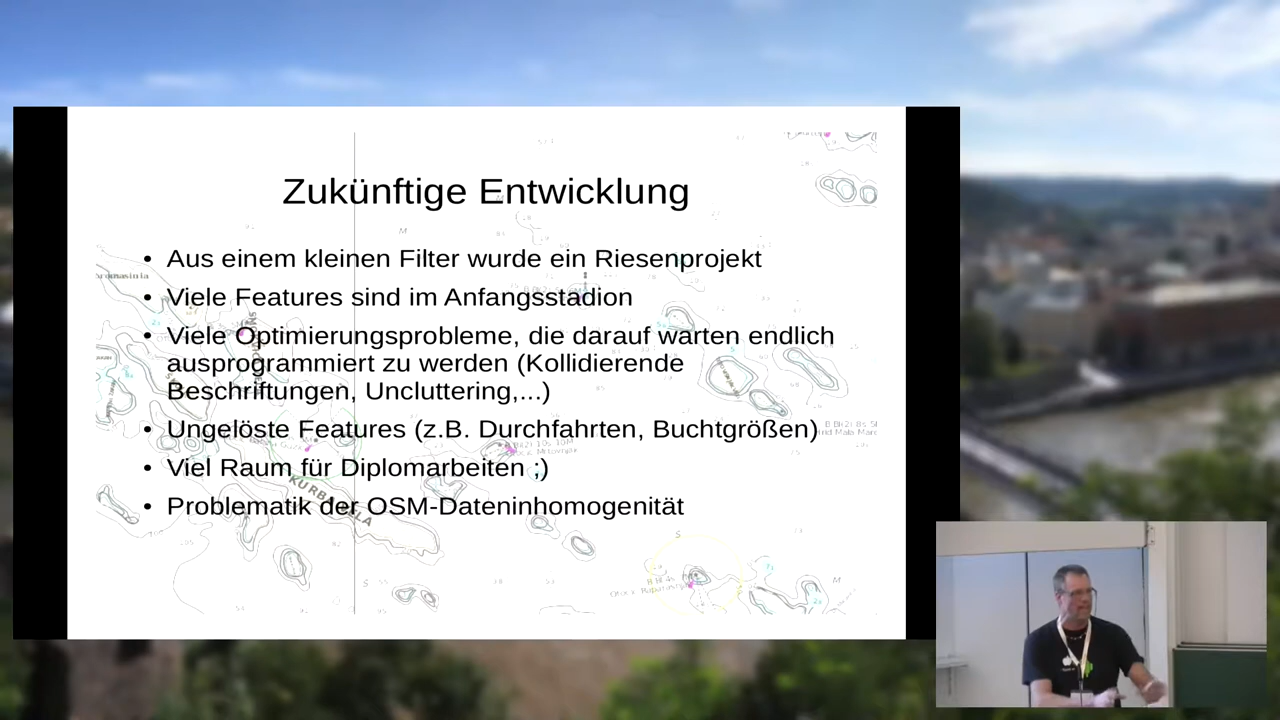 Zukünftige Entwicklung
• Aus einem kleinen Filter wurde ein Riesenprojekt
• Viele Features sind im Anfangsstadion
• Viele Optimierungsprobleme, die darauf warten endlich
ausprogrammiert zu werden (Kollidierende
Beschriftungen, Uncluttering,...)
• Ungelöste Features (z.B. Durchfahrten, Buchtgrößen)
• Viel Raum für Diplomarbeiten ;)
• Problematik der OSM-Dateninhomogenität